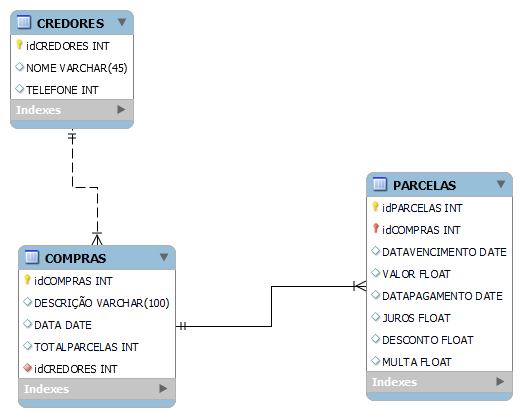 CREDORES
idCREDORES INT
NOME VARCHAR(45)
TELEFONE INT
Indexes
COMPRAS
idCOMPRAS INT
DESCRIÇÃO VARCHAR(100)
DATA DATE
TOTALPARCELAS INT
idCREDORES INT
Indexes
PARCELAS
idPARCELAS INT
idCOMPRAS INT
DATAVENCIMENTO DATE
VALOR FLOAT
DATAPAGAMENTO DATE
JUROS FLOAT
DESCONTO FLOAT
MULTA FLOAT
Indexes